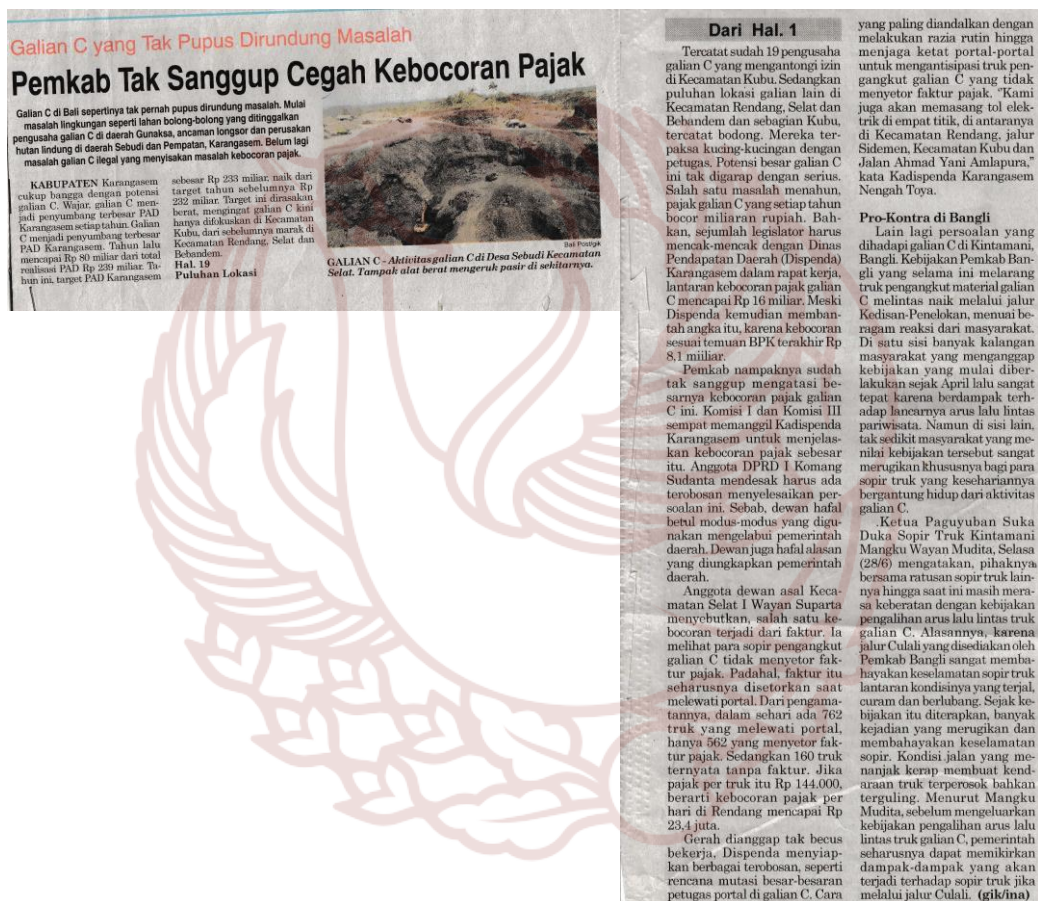 Galian C yang Tak Pupus Dirundung Masalah
Pemkab Tak Sanggup Cegah Kebocoran Pajak
Galian C di Bali sepertinya tak pernah pupus dirundung masalah. Mulai
masalah lingkungan seperti lahan bolong-bolong yang ditinggalkan
pengusaha galian C di daerah Gunaksa, ancaman longsor dan perusakan
hutan lindung di daerah Sebudi dan Pempatan, Karangasem. Belum lagi
masalah galian C ilegal yang menyisakan masalah kebocoran pajak.
KABUPATEN Karangasem
cukup bangga dengan potensi
galian C. Wajar, galian C men-
jadi penyumbang terbesar PAD
Karangasem setiap tahun. Galian
C menjadi penyumbang terbesar
PAD Karangasem. Tahun lalu
mencapai Rp 80 miliar dari total
realisasi PAD Rp 239 miliar. Ta-
hun ini, target PAD Karangasem
sebesar Rp 233 miliar, naik dari
target tahun sebelumnya Rp
232 miliar. Target ini dirasakan
berat, mengingat galian C kini
hanya difokuskan di Kecamatan
Kubu, dari sebelumnya marak di
Kecamatan Rendang, Selat dan
Bebandem.
Hal. 19
Puluhan Lokasi
Bali Post/gik
GALIAN C - Aktivitas galian C di Desa Sebudi Kecamatan
Selat. Tampak alat berat mengeruk pasir di sekitarnya.
Dari Hal. 1
Tercatat sudah 19 pengusaha
galian C yang mengantongi izin
di Kecamatan Kubu. Sedangkan
puluhan lokasi galian lain di
Kecamatan Rendang, Selat dan
Bebandem dan sebagian Kubu,
tercatat bodong. Mereka ter-
paksa kucing-kucingan dengan
petugas. Potensi besar galian C
ini tak digarap dengan serius.
Salah satu masalah menahun,
pajak galian C yang setiap tahun
bocor miliaran rupiah. Bah-
kan, sejumlah legislator harus
mencak-mencak dengan Dinas
Pendapatan Daerah (Dispenda)
Karangasem dalam rapat kerja,
lantaran kebocoran pajak galian
C mencapai Rp 16 miliar. Meski
Dispenda kemudian memban-
tah angka itu, karena kebocoran
sesuai temuan BPK terakhir Rp
8,1 miiliar.
Pemkab nampaknya sudah
tak sanggup mengatasi be-
sarnya kebocoran pajak galian
C ini. Komisi I dan Komisi III
sempat memanggil Kadispenda
Karangasem untuk menjelas-
kan kebocoran pajak sebesar
itu. Anggota DPRD I Komang
Sudanta mendesak harus ada
terobosan menyelesaikan per-
soalan ini. Sebab, dewan hafal
betul modus-modus yang digu-
nakan mengelabui pemerintah
daerah. Dewan juga hafal alasan
yang diungkapkan pemerintah
daerah.
Anggota dewan asal Keca-
matan Selat I Wayan Suparta
menyebutkan, salah satu ke-
bocoran terjadi dari faktur. Ia
melihat para sopir pengangkut
galian C tidak menyetor fak-
tur pajak. Padahal, faktur itu
seharusnya disetorkan saat
melewati portal. Dari pengama-
tannya, dalam sehari ada 762
truk yang melewati portal,
hanya 562 yang menyetor fak-
tur pajak. Sedangkan 160 truk
ternyata tanpa faktur. Jika
pajak per truk itu Rp 144.000,
berarti kebocoran pajak per
hari di Rendang mencapai Rp
23,4 juta.
Gerah dianggap tak becus
bekerja, Dispenda menyiap-
kan berbagai terobosan, seperti
rencana mutasi besar-besaran
petugas portal di galian C. Cara
yang paling diandalkan dengan
melakukan razia rutin hingga
menjaga ketat portal-portal
untuk mengantisipasi truk pen-
gangkut galian C yang tidak
menyetor faktur pajak. "Kami
juga akan memasang tol elek-
trik di empat titik, di antaranya
di Kecamatan Rendang, jalur
Sidemen, Kecamatan Kubu dan
Jalan Ahmad Yani Amlapura,"
kata Kadispenda Karangasem
Nengah Toya.
Pro-Kontra di Bangli
Lain lagi persoalan yang
dihadapi galian C di Kintamani,
Bangli. Kebijakan Pemkab Ban-
gli yang selama ini melarang
truk pengangkut material galian
C melintas naik melalui jalur
Kedisan-Penelokan, menuai be-
ragam reaksi dari masyarakat.
Di satu sisi banyak kalangan
masyarakat yang menganggap
kebijakan yang mulai diber-
lakukan sejak April lalu sangat
tepat karena berdampak terh-
adap lancarnya arus lalu lintas
pariwisata. Namun di sisi lain,
tak sedikit masyarakat yang me-
nilai kebijakan tersebut sangat
merugikan khususnya bagi para
sopir truk yang kesehariannya
bergantung hidup dari aktivitas
galian C.
Ketua Paguyuban Suka
Duka Sopir Truk Kintamani
Mangku Wayan Mudita, Selasa
(28/6) mengatakan, pihaknya
bersama ratusan sopir truk lain-
nya hingga saat ini masih mera-
sa keberatan dengan kebijakan
pengalihan arus lalu lintas truk
galian C. Alasannya, karena
jalur Culali yang disediakan oleh
Pemkab Bangli sangat memba-
hayakan keselamatan sopir truk
lantaran kondisinya yang terjal,
curam dan berlubang. Sejak ke-
bijakan itu diterapkan, banyak
kejadian yang merugikan dan
membahayakan keselamatan
sopir. Kondisi jalan yang me-
nanjak kerap membuat kend-
araan truk terperosok bahkan
terguling. Menurut Mangku
Mudita, sebelum mengeluarkan
kebijakan pengalihan arus lalu
lintas truk galian C, pemerintah
seharusnya dapat memikirkan
dampak-dampak yang akan
terjadi terhadap sopir truk jika
melalui jalur Culali. (gik/ina)